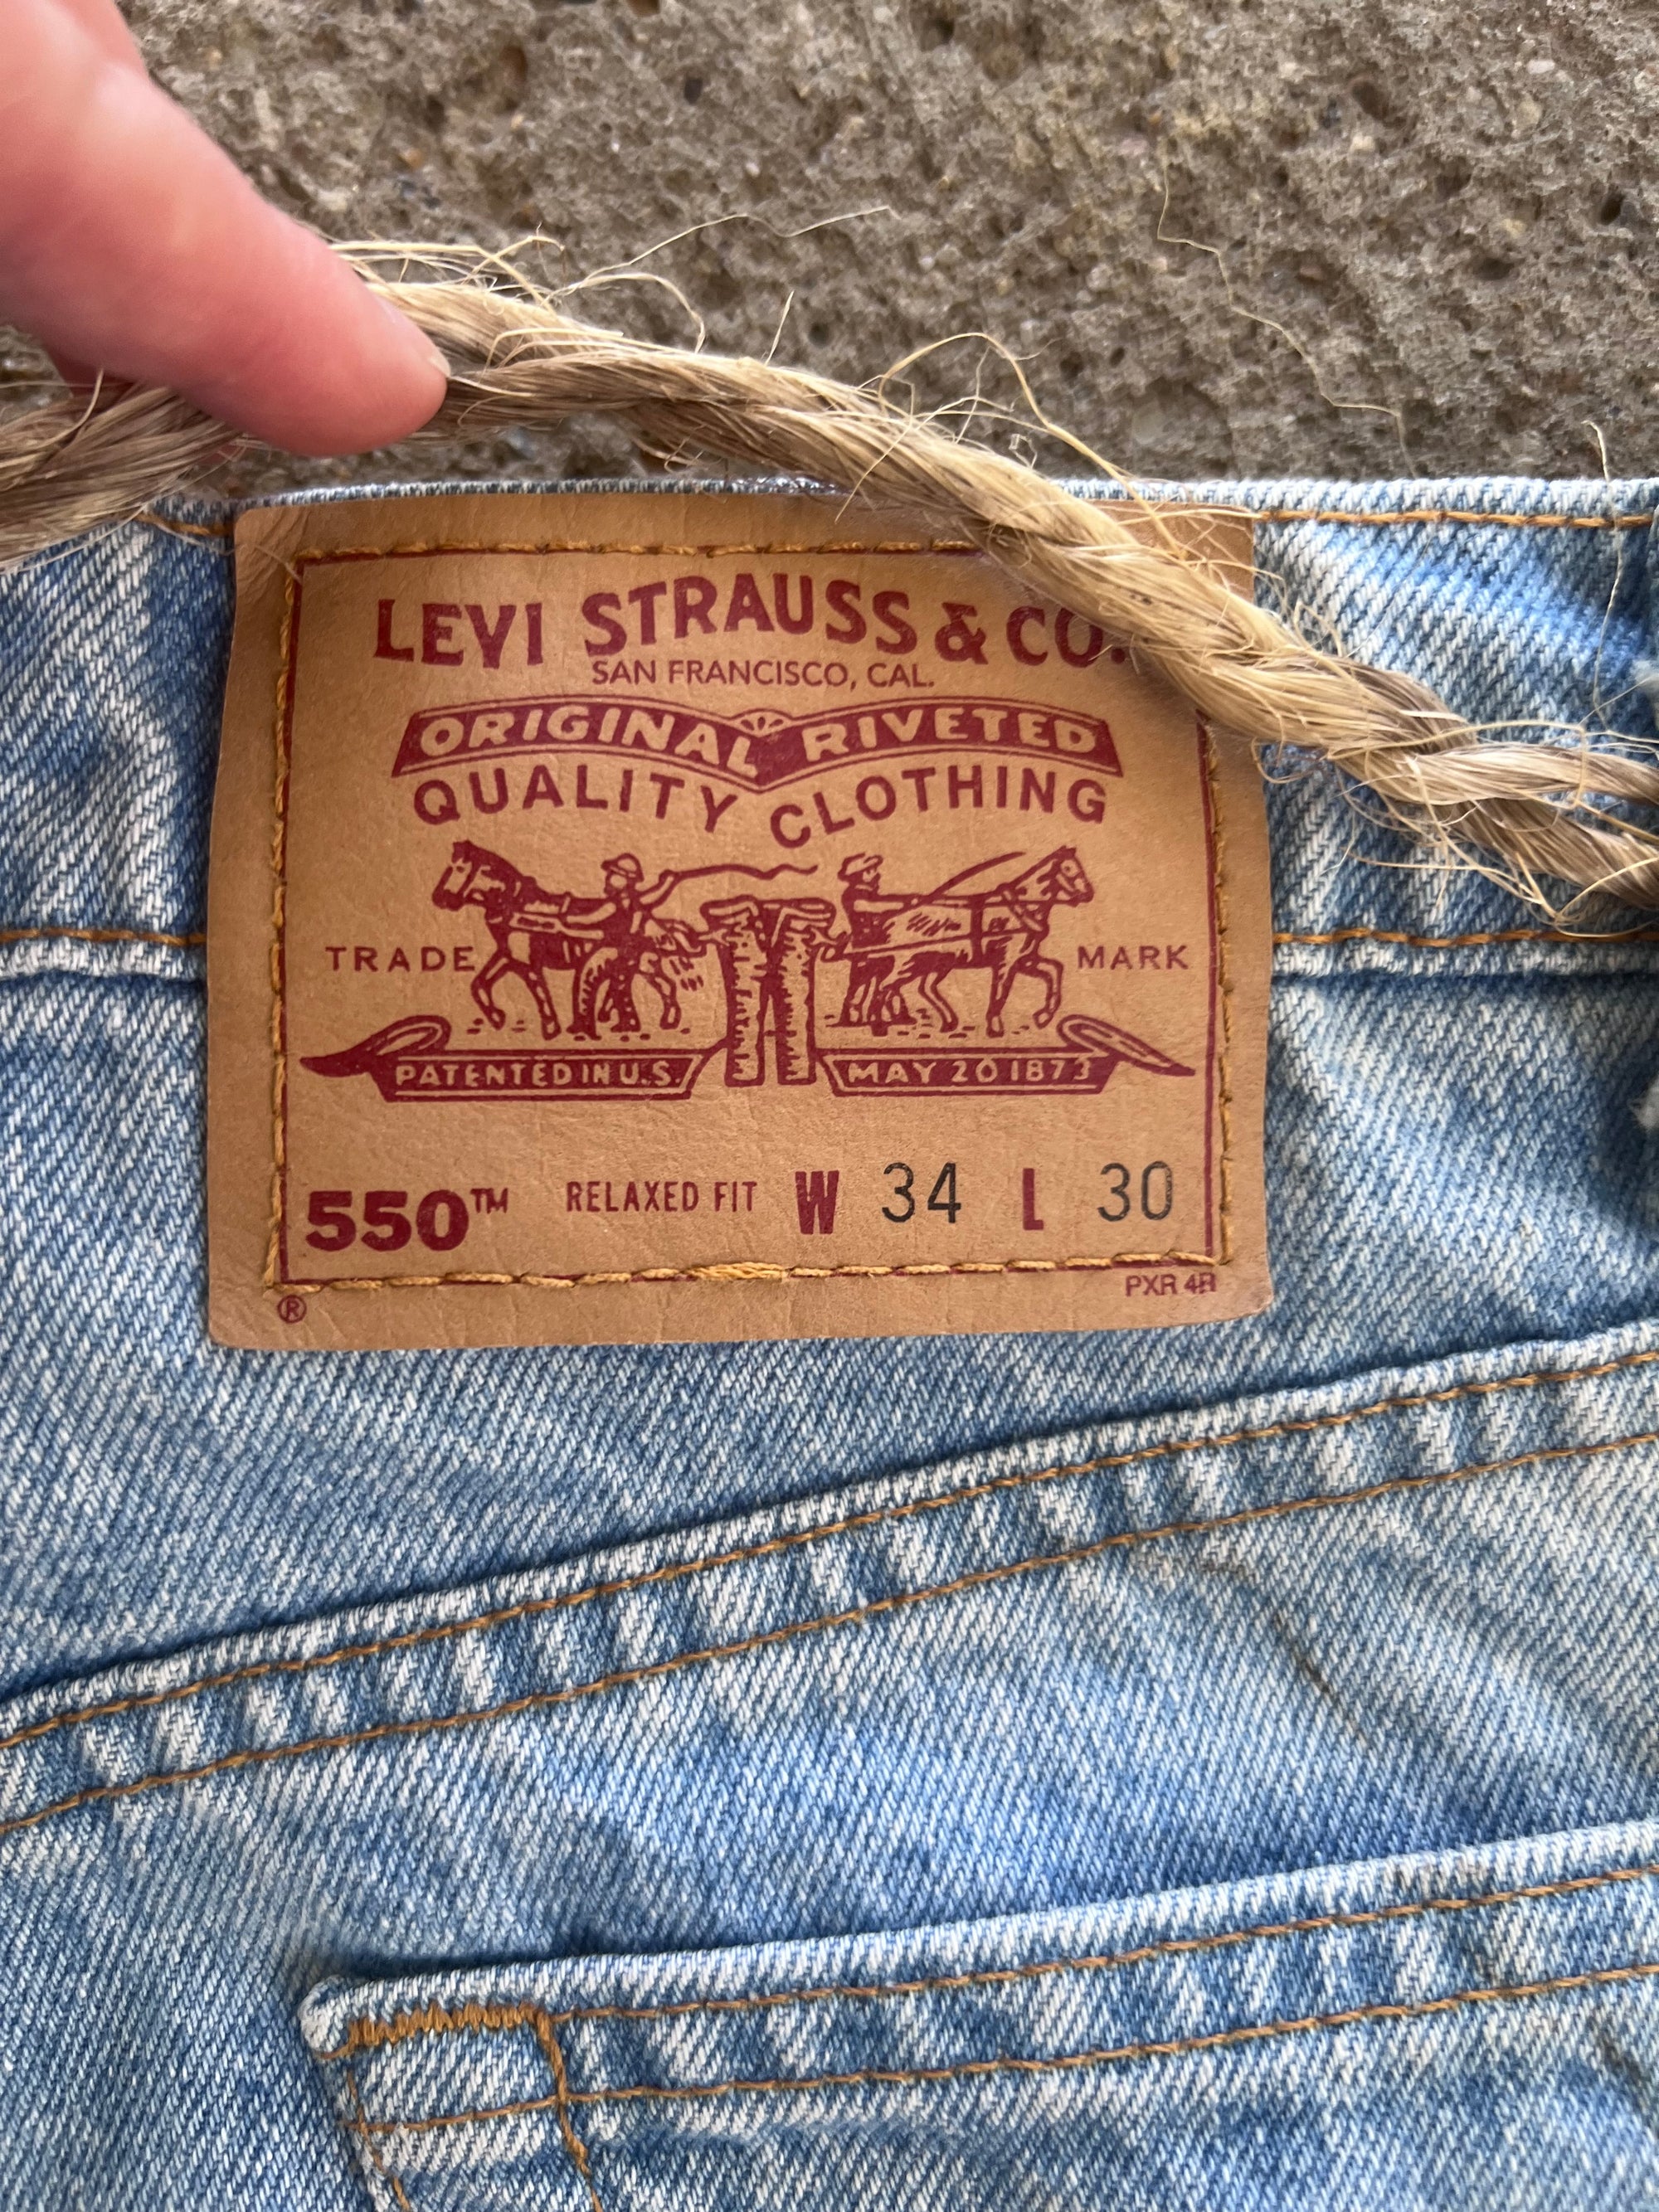 LEVI STRAUSS & CO.
SAN FRANCISCO, CAL.
ORIGINAL RIVETED
QUALITY CLOTHING
TRADE MARK
PATENTED IN U.S. MAY 20 1873
550™ RELAXED FIT W 34 L 30
® PXR 4R